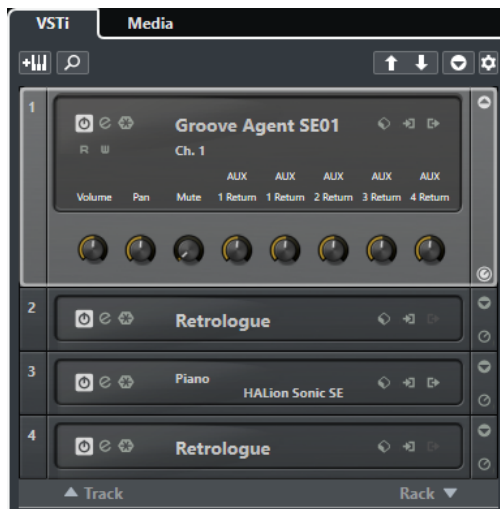 VSTi Media
1
Groove Agent SE01
R W
Ch. 1
AUX AUX AUX AUX AUX
Volume Pan Mute 1 Return 1 Return 2 Return 3 Return 4 Return
2
Retrologue
3
Piano
HALion Sonic SE
4
Retrologue
Track Rack